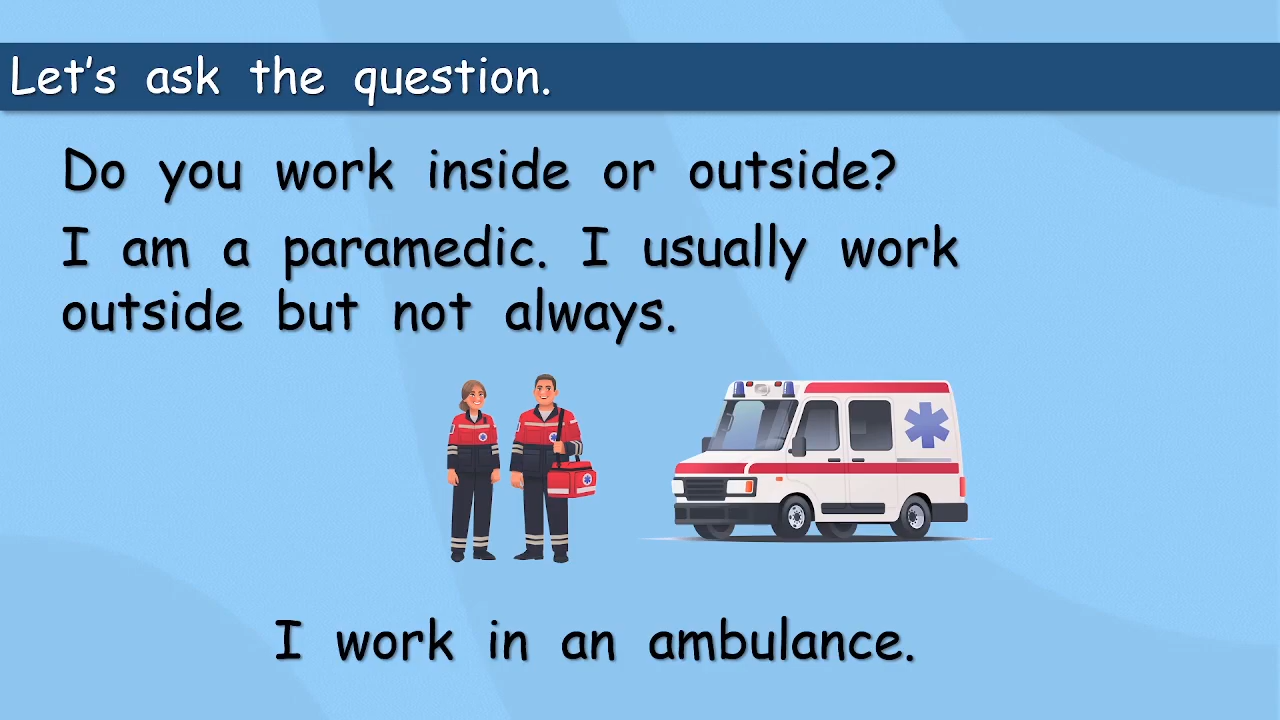 Let's ask the question.
Do you work inside or outside?
I am a paramedic. I usually work
outside but not always.
I work in an ambulance.